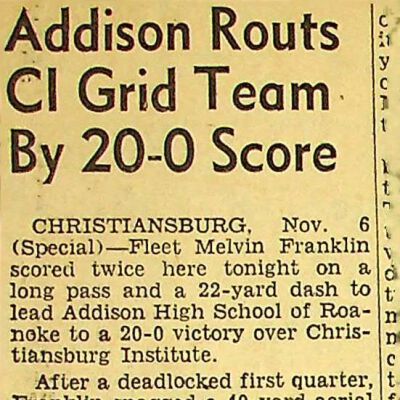 Addison Routs
CI Grid Team
By 20-0 Score
CHRISTIANSBURG, Nov. 6
(Special)—Fleet Melvin Franklin
scored twice here tonight on a
long pass and a 22-yard dash to
lead Addison High School of Roa-
noke to a 20-0 victory over Chris-
tiansburg Institute.
After a deadlocked first quarter,